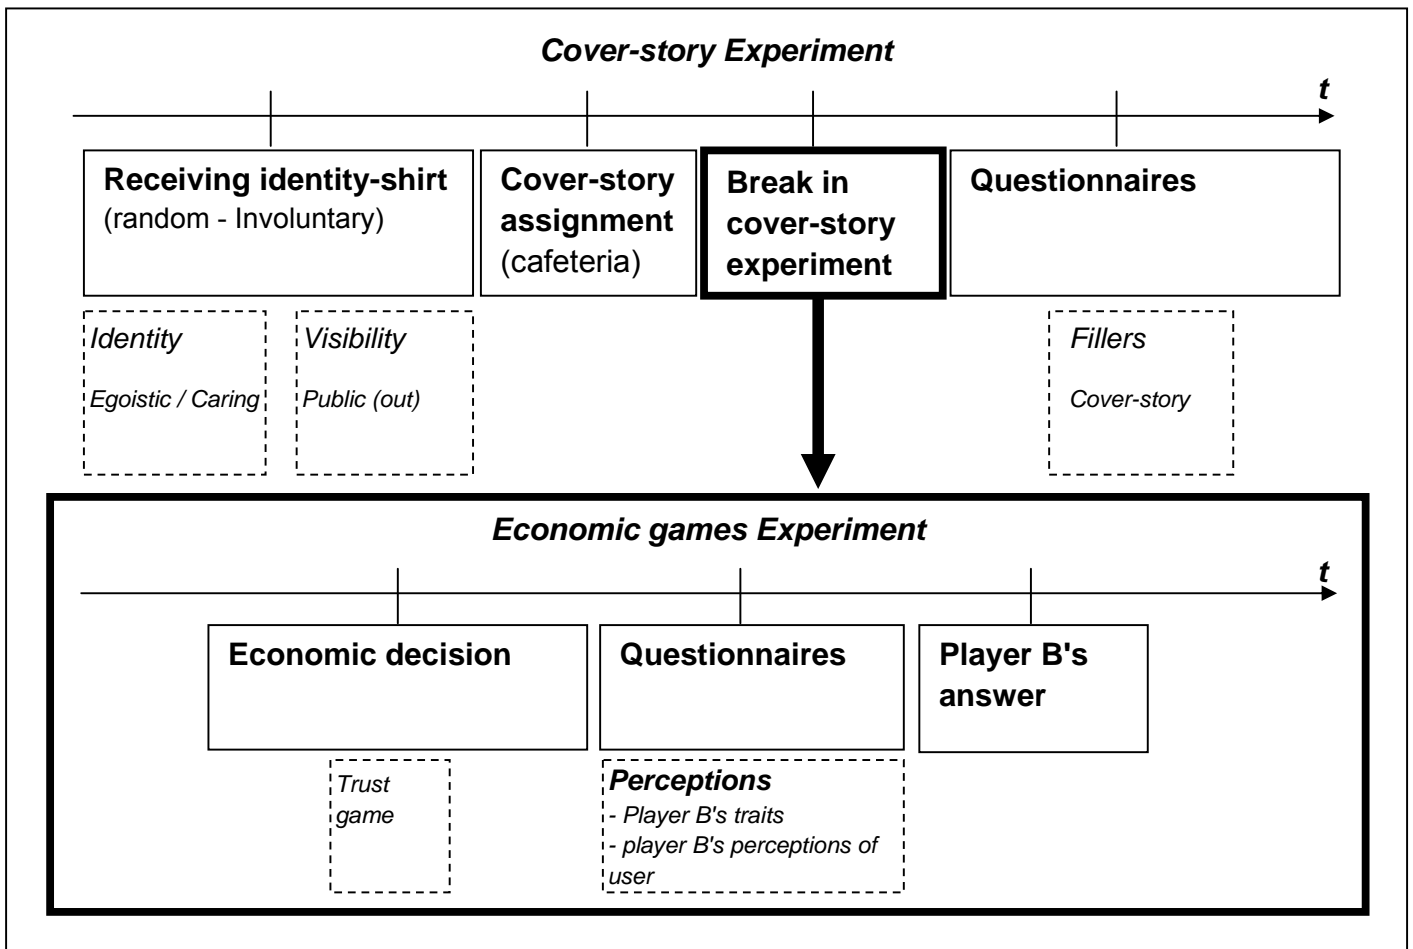 Cover-story Experiment
t
Receiving identity-shirt
(random - Involuntary)
Cover-story
assignment
(cafeteria)
Break in
cover-story
experiment
Questionnaires
Identity
Egoistic / Caring
Visibility
Public (out)
Fillers
Cover-story
Economic games Experiment
t
Economic decision
Questionnaires
Player B's
answer
Trust
game
Perceptions
- Player B's traits
- player B's perceptions of
user